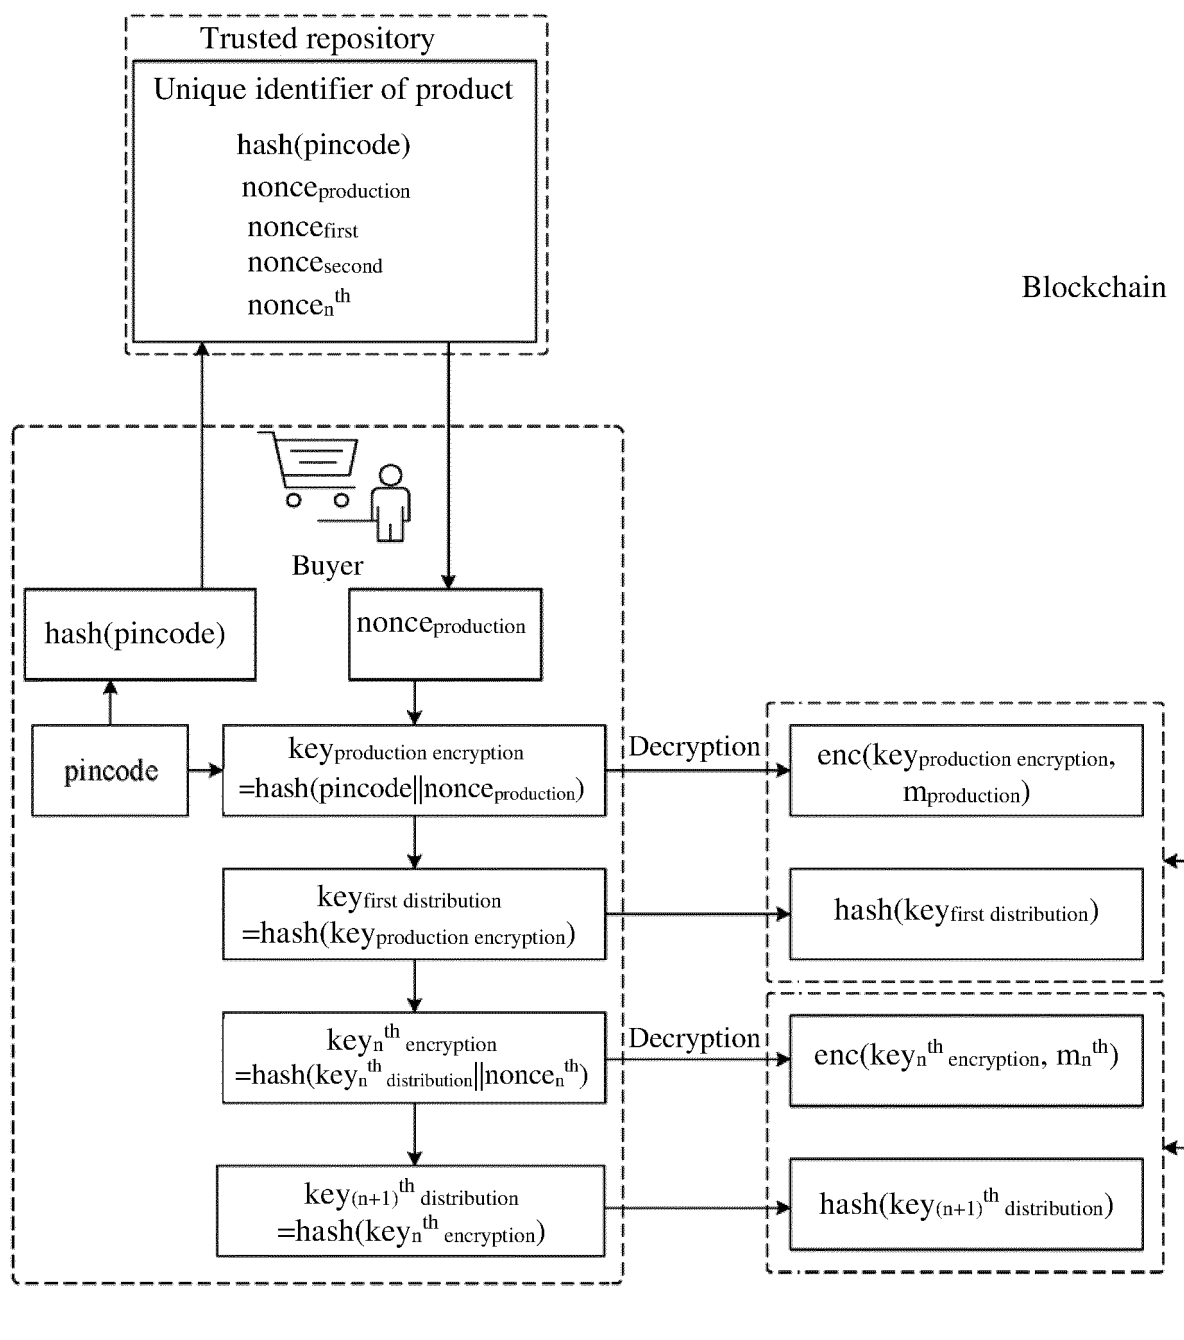 Trusted repository
Unique identifier of product
hash(pincode)
nonceproduction
noncefirst
noncesecond
noncenth
Blockchain
Buyer
hash(pincode)
nonceproduction
pincode
keyproduction encryption
=hash(pincode||nonceproduction)
Decryption
enc(keyproduction encryption,
mproduction)
keyfirst distribution
=hash(keyproduction encryption)
hash(keyfirst distribution)
keynth encryption
=hash(keynth distribution||noncenth)
Decryption
enc(keynth encryption, mnth)
key(n+1)th distribution
=hash(keynth encryption)
hash(key(n+1)th distribution)